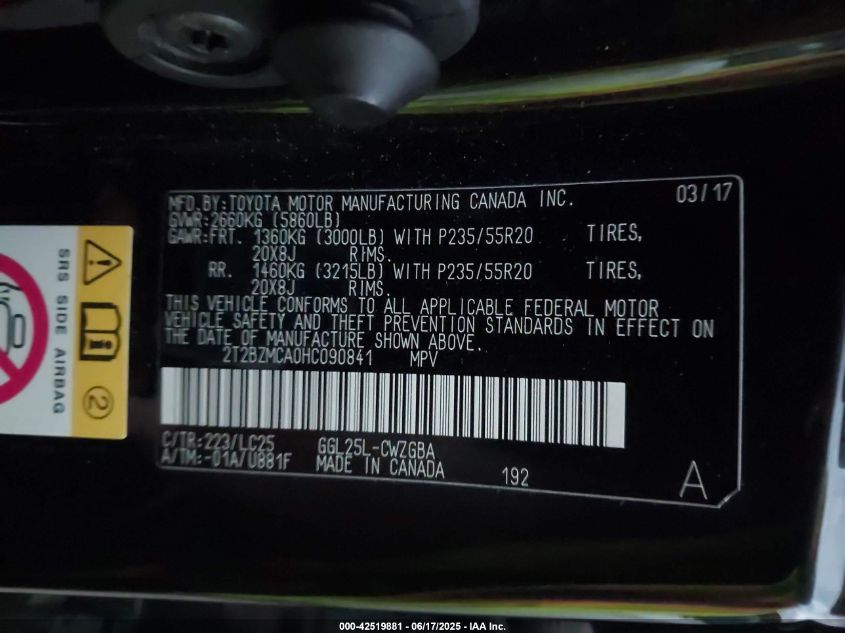 MFD.BY:TOYOTA MOTOR MANUFACTURING CANADA INC. 03/17
GVWR:2660KG (5860LB)
GAWR:FRT. 1360KG (3000LB) WITH P235/55R20 TIRES,
20X8J RIMS.
RR. 1460KG (3215LB) WITH P235/55R20 TIRES,
20X8J RIMS.
THIS VEHICLE CONFORMS TO ALL APPLICABLE FEDERAL MOTOR
VEHICLE SAFETY AND THEFT PREVENTION STANDARDS IN EFFECT ON
THE DATE OF MANUFACTURE SHOWN ABOVE.
2T2BZMCA0HC090841 MPV
C/TR:223/LC25 GGL25L-CWZGBA
A/TM:-01A/U881F MADE IN CANADA 192 A
SRS SIDE AIRBAG
2
000-42519881 - 06/17/2025 - IAA Inc.